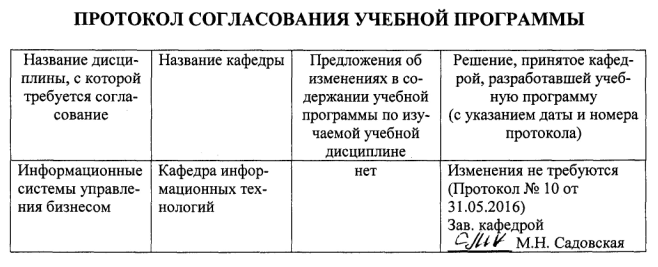 ПРОТОКОЛ СОГЛАСОВАНИЯ УЧЕБНОЙ ПРОГРАММЫ
Название дисци-
плины, с которой
требуется согла-
сование
Название кафедры
Предложения об
изменениях в со-
держании учебной
программы по изу-
чаемой учебной
дисциплине
Решение, принятое кафед-
рой, разработавшей учеб-
ную программу
(с указанием даты и номера
протокола)
Информационные
системы управле-
ния бизнесом
Кафедра инфор-
мационных тех-
нологий
нет
Изменения не требуются
(Протокол № 10 от
31.05.2016)
Зав. кафедрой
М.Н. Садовская